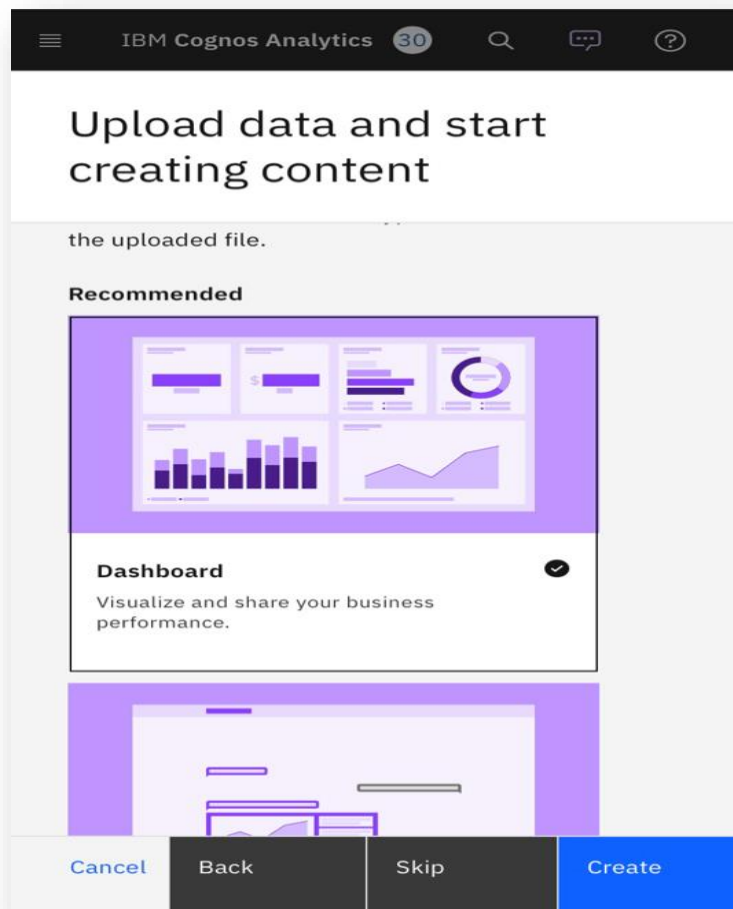 IBM Cognos Analytics 30
Upload data and start
creating content
the uploaded file.
Recommended
$
Dashboard
Visualize and share your business
performance.
Cancel Back Skip Create